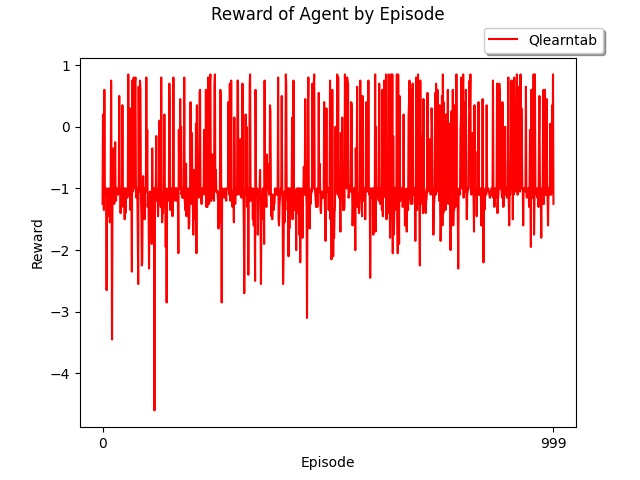 Reward of Agent by Episode
Qlearntab
1
0
−1
−2
−3
−4
Reward
0
999
Episode